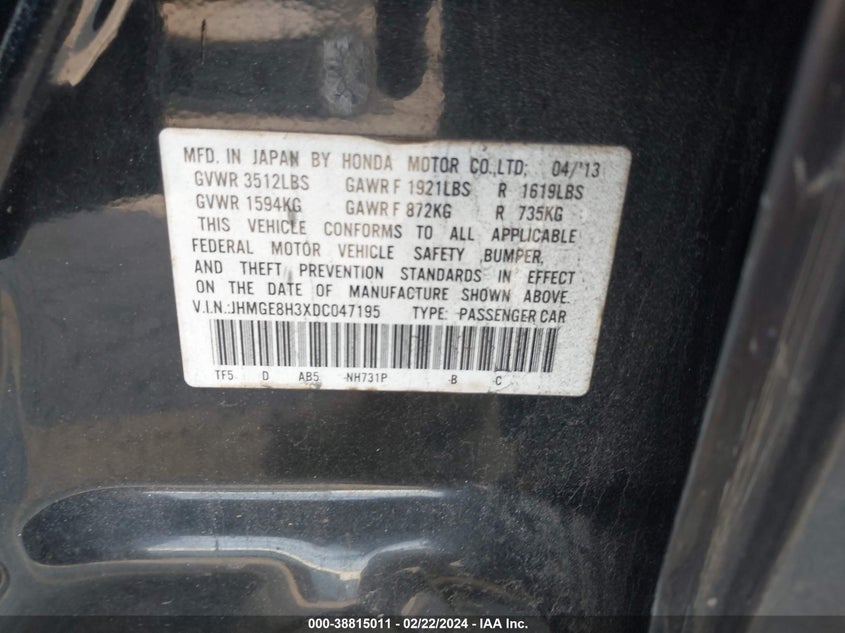 MFD. IN JAPAN BY HONDA MOTOR CO.,LTD; 04/'13
GVWR 3512LBS GAWR F 1921LBS R 1619LBS
GVWR 1594KG GAWR F 872KG R 735KG
THIS VEHICLE CONFORMS TO ALL APPLICABLE
FEDERAL MOTOR VEHICLE SAFETY ,BUMPER,
AND THEFT PREVENTION STANDARDS IN EFFECT
ON THE DATE OF MANUFACTURE SHOWN ABOVE.
V.I.N.:JHMGE8H3XDC047195 TYPE: PASSENGER CAR
TF5 D AB5 -NH731P -B -C
000-38815011 - 02/22/2024 - IAA Inc.